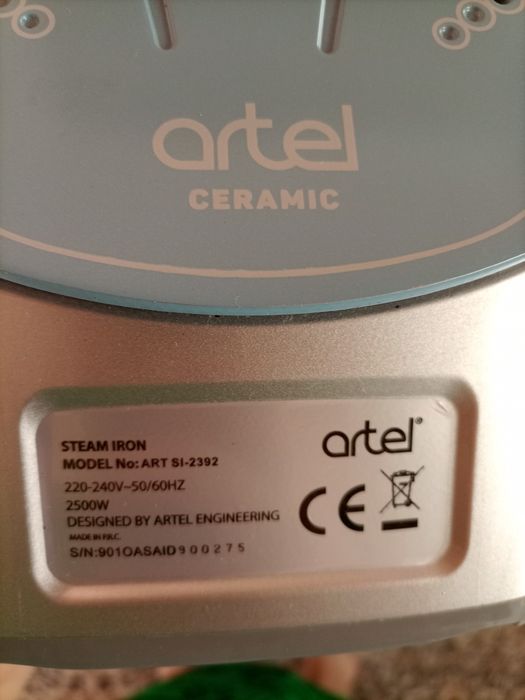 artel
CERAMIC
STEAM IRON
MODEL No: ART SI-2392
220-240V~50/60HZ
2500W
DESIGNED BY ARTEL ENGINEERING
MADE IN P.R.C.
S/N:901OASAID900275
artel®
CE